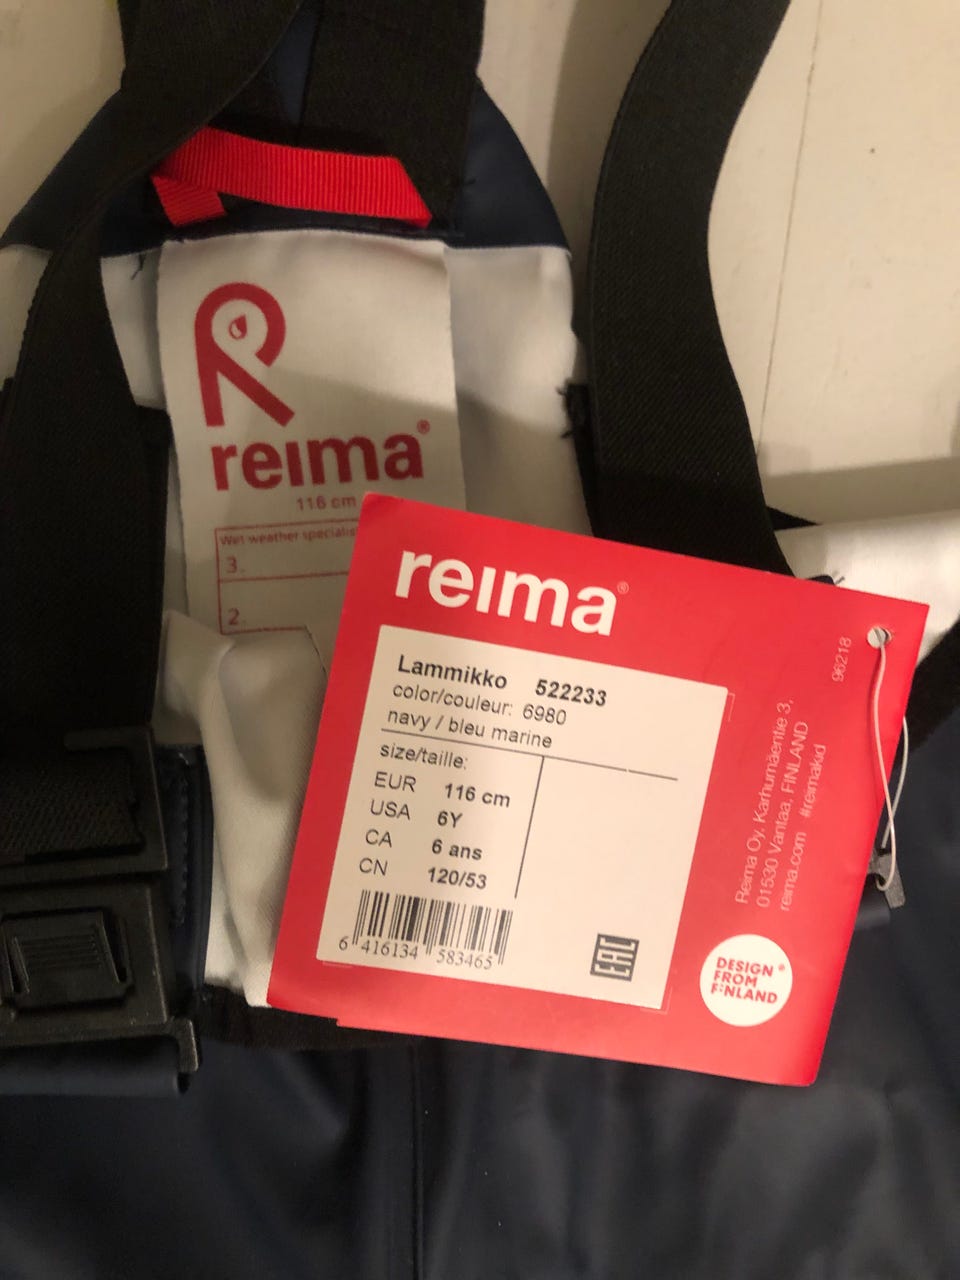 reima®
116 cm
Wet weather specialis
3.
2.
reima®
Lammikko 522233
color/couleur: 6980
navy / bleu marine
size/taille:
EUR 116 cm
USA 6Y
CA 6 ans
CN 120/53
6 416134 583465
EAC
96218
Reima Oy, Karhumäentie 3,
01530 Vantaa, FINLAND
reima.com #reimakid
DESIGN ®
FROM
FINLAND